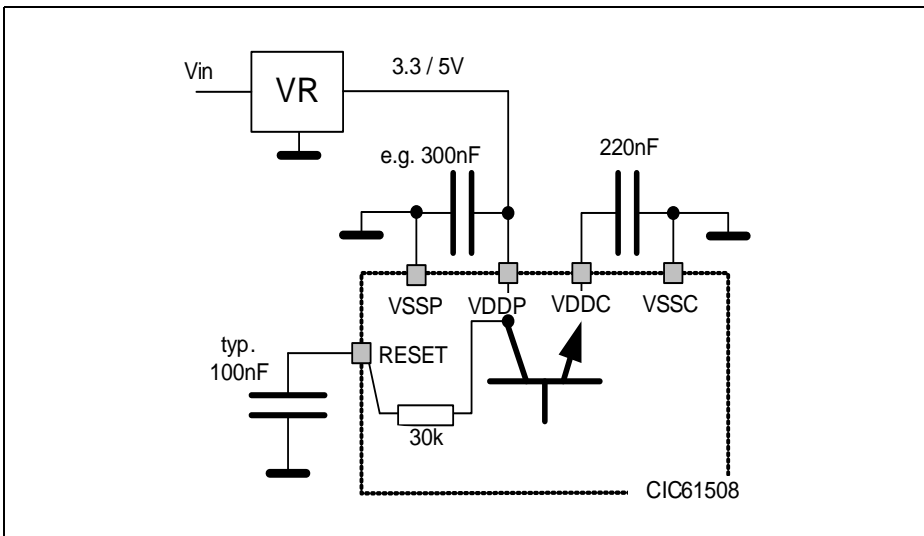 Vin
VR
3.3 / 5V
e.g. 300nF
220nF
VSSP
VDDP
VDDC
VSSC
typ.
100nF
RESET
30k
CIC61508